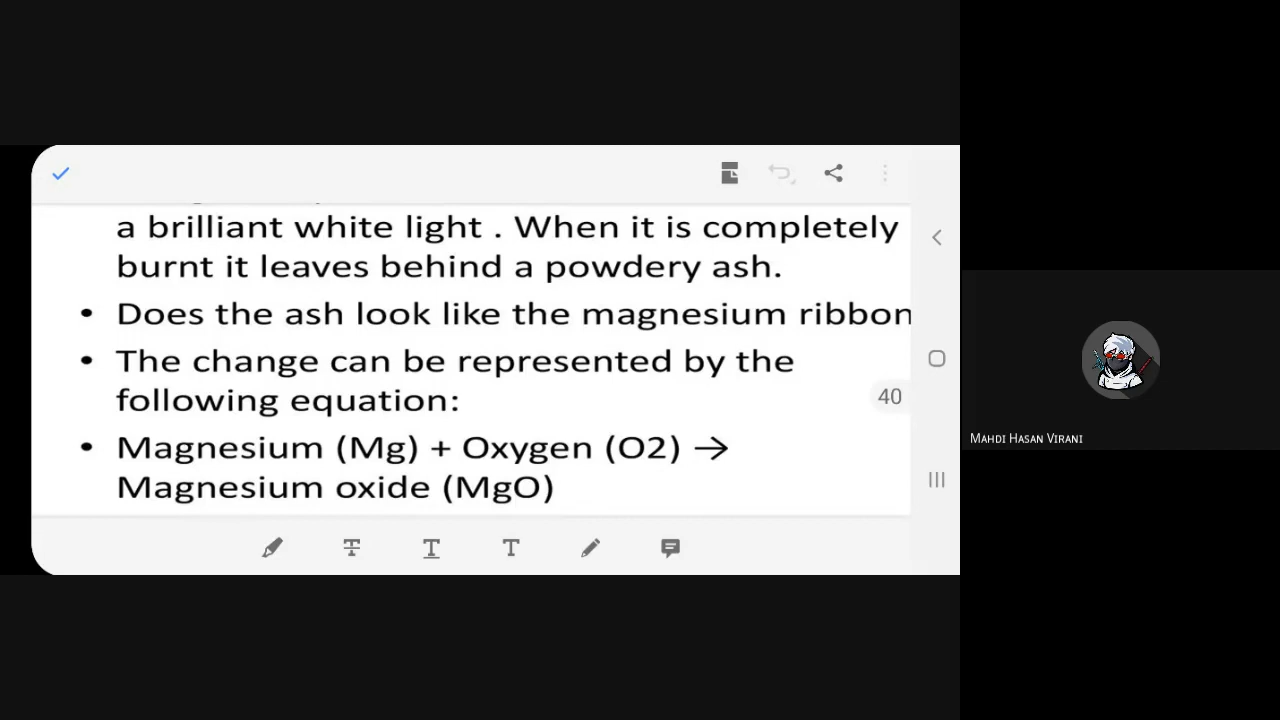 a brilliant white light . When it is completely
burnt it leaves behind a powdery ash.
• Does the ash look like the magnesium ribbon
• The change can be represented by the
following equation:
40
• Magnesium (Mg) + Oxygen (O2) →
Magnesium oxide (MgO)
MAHDI HASAN VIRANI